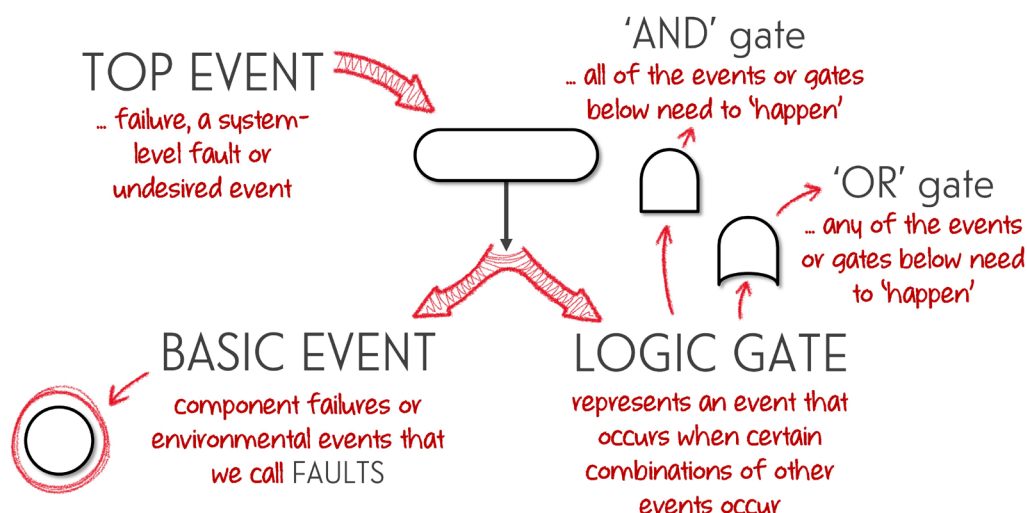 TOP EVENT
... failure, a system-
level fault or
undesired event
'AND' gate
... all of the events or gates
below need to 'happen'
'OR' gate
... any of the events
or gates below need
to 'happen'
BASIC EVENT
component failures or
environmental events that
we call FAULTS
LOGIC GATE
represents an event that
occurs when certain
combinations of other
events occur